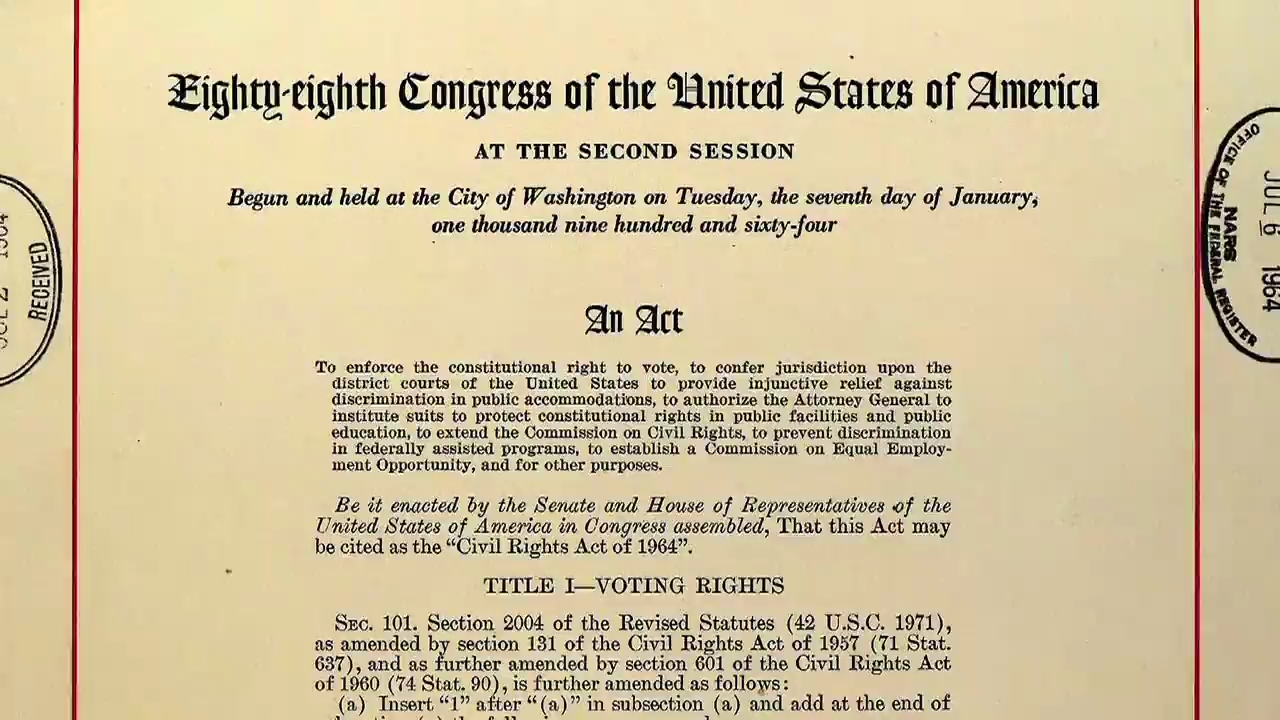 Eighty-eighth Congress of the United States of America
AT THE SECOND SESSION
Begun and held at the City of Washington on Tuesday, the seventh day of January,
one thousand nine hundred and sixty-four
An Act
To enforce the constitutional right to vote, to confer jurisdiction upon the
district courts of the United States to provide injunctive relief against
discrimination in public accommodations, to authorize the Attorney General to
institute suits to protect constitutional rights in public facilities and public
education, to extend the Commission on Civil Rights, to prevent discrimination
in federally assisted programs, to establish a Commission on Equal Employ-
ment Opportunity, and for other purposes.
Be it enacted by the Senate and House of Representatives of the
United States of America in Congress assembled, That this Act may
be cited as the “Civil Rights Act of 1964”.
TITLE I—VOTING RIGHTS
SEC. 101. Section 2004 of the Revised Statutes (42 U.S.C. 1971),
as amended by section 131 of the Civil Rights Act of 1957 (71 Stat.
637), and as further amended by section 601 of the Civil Rights Act
of 1960 (74 Stat. 90), is further amended as follows:
(a) Insert “1” after “(a)” in subsection (a) and add at the end of
RECEIVED
OFFICE OF THE FEDERAL REGISTER
NARS
JUL 6 1964